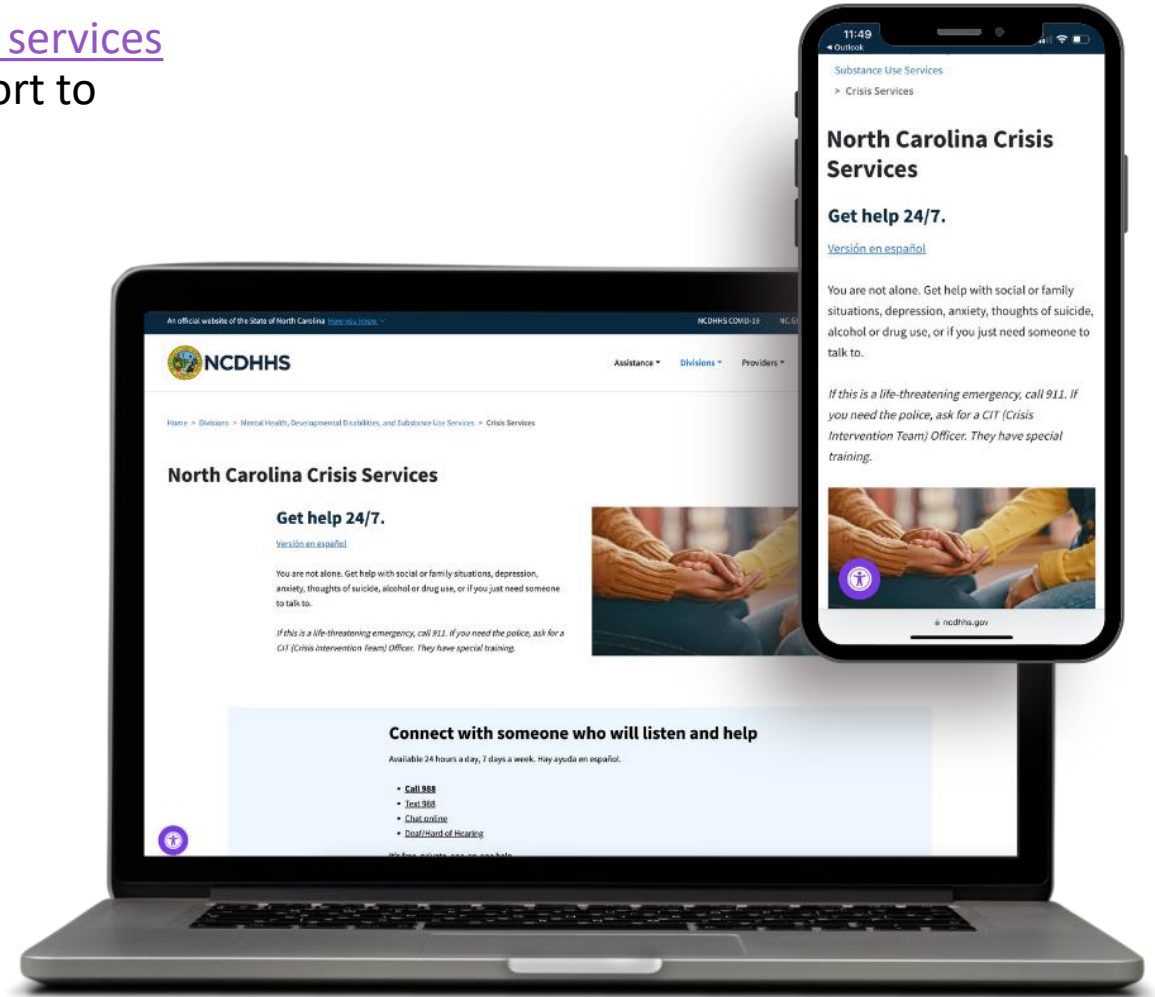 services
ort to
11:49
Outlook
Substance Use Services
> Crisis Services
North Carolina Crisis
Services
Get help 24/7.
Versión en español
You are not alone. Get help with social or family
situations, depression, anxiety, thoughts of suicide,
alcohol or drug use, or if you just need someone to
talk to.
If this is a life-threatening emergency, call 911. If
you need the police, ask for a CIT (Crisis
Intervention Team) Officer. They have special
training.
ncdhhs.gov
An official website of the State of North Carolina How you know
NCDHHS COVID-19
NCDHHS
Assistance Divisions Providers
Home > Divisions > Mental Health, Developmental Disabilities, and Substance Use Services > Crisis Services
North Carolina Crisis Services
Get help 24/7.
Versión en español
You are not alone. Get help with social or family situations, depression,
anxiety, thoughts of suicide, alcohol or drug use, or if you just need someone
to talk to.
If this is a life-threatening emergency, call 911. If you need the police, ask for a
CIT (Crisis Intervention Team) Officer. They have special training.
Connect with someone who will listen and help
Available 24 hours a day, 7 days a week. Hay ayuda en español.
• Call 988
• Text 988
• Chat online
• Deaf/Hard of Hearing